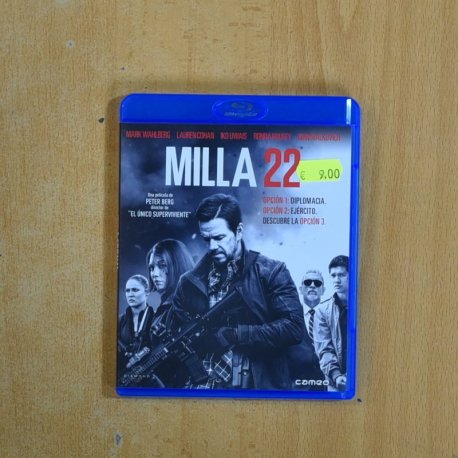 MARK WAHLBERG LAUREN COHAN IKO UWAIS RONDA ROUSEY
MILLA 22
€ 9.00
Una película de
PETER BERG
director de
"EL ÚNICO SUPERVIVIENTE"
OPCIÓN 1: DIPLOMACIA.
OPCIÓN 2: EJÉRCITO.
DESCUBRE LA OPCIÓN 3.
DIAMOND
cameo